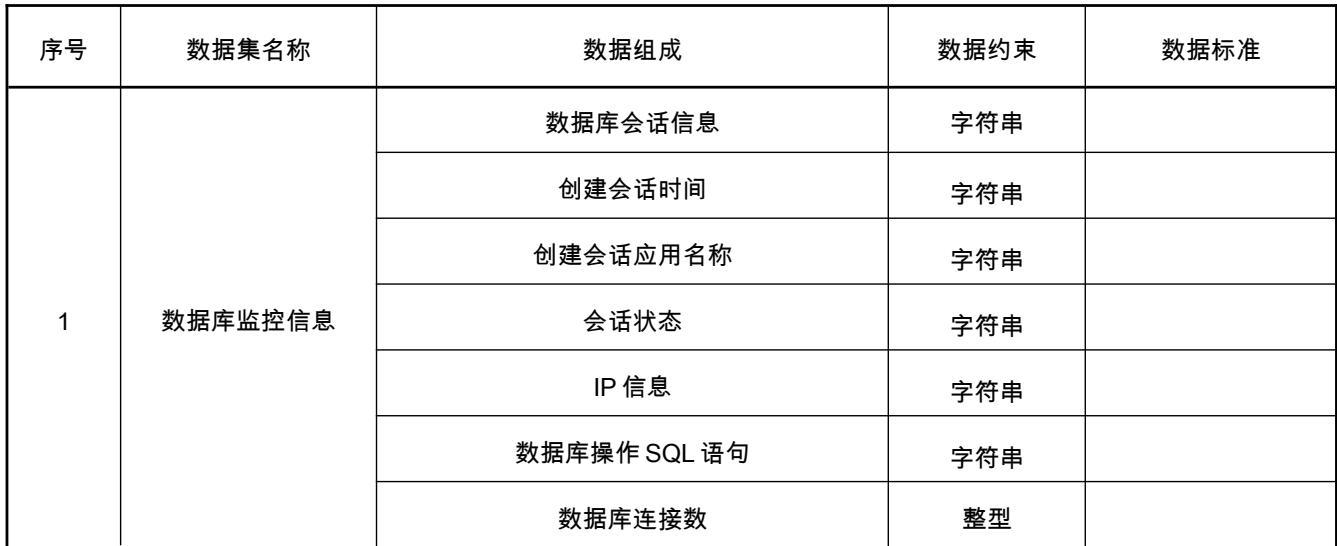 序号 数据集名称 数据组成 数据约束 数据标准
数据库会话信息 字符串
创建会话时间 字符串
创建会话应用名称 字符串
1 数据库监控信息 会话状态 字符串
IP 信息 字符串
数据库操作 SQL 语句 字符串
数据库连接数 整型